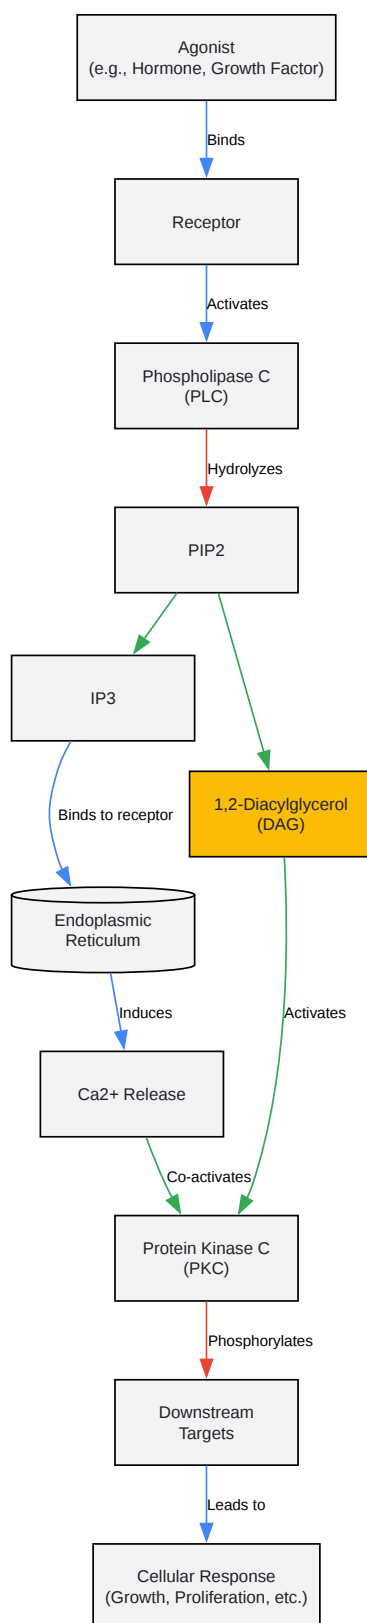 Agonist
(e.g., Hormone, Growth Factor)
Binds
Receptor
Activates
Phospholipase C
(PLC)
Hydrolyzes
PIP2
IP3
1,2-Diacylglycerol
(DAG)
Binds to receptor
Endoplasmic
Reticulum
Induces
Activates
Ca2+ Release
Co-activates
Protein Kinase C
(PKC)
Phosphorylates
Downstream
Targets
Leads to
Cellular Response
(Growth, Proliferation, etc.)